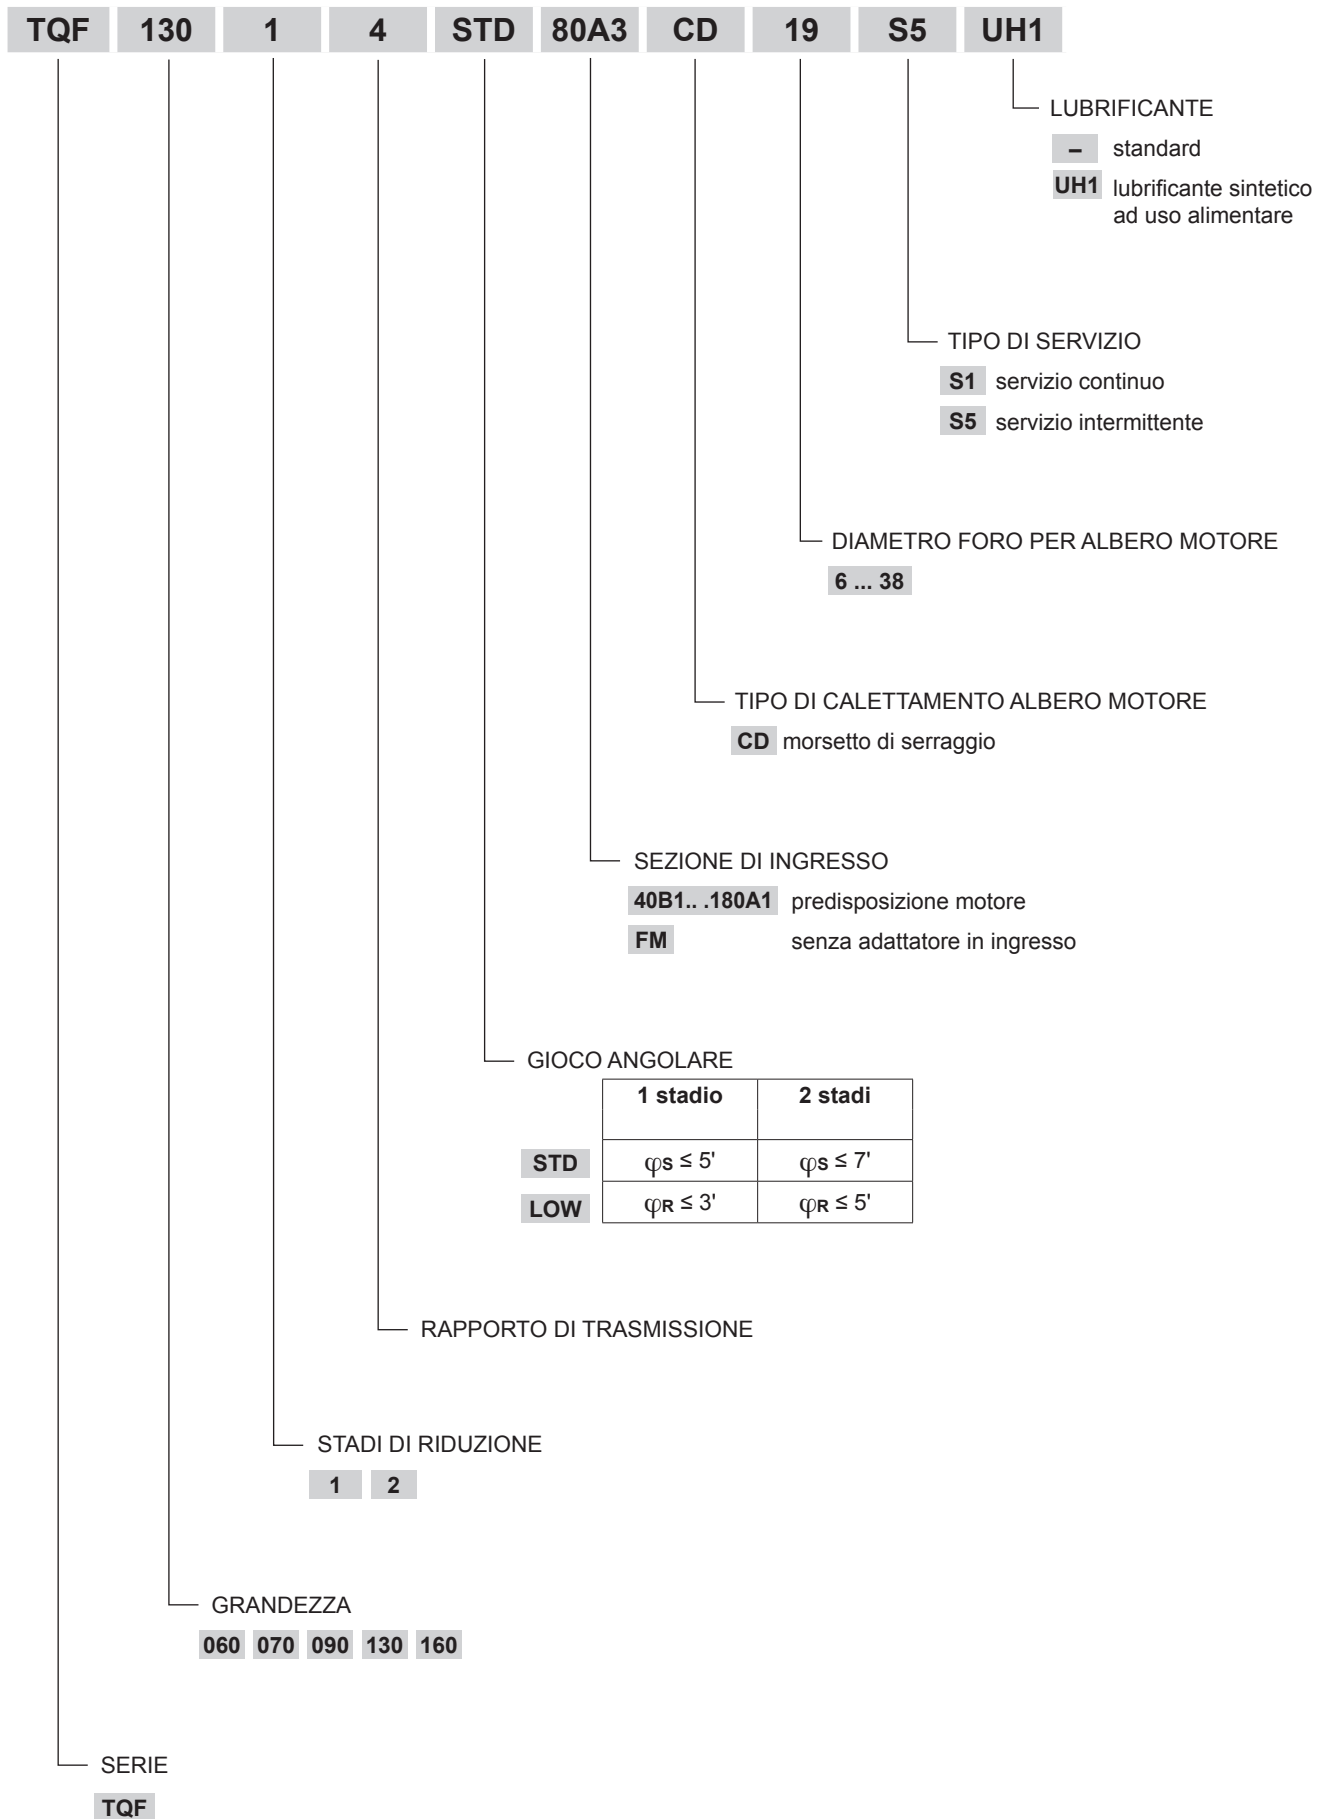 TQF 130 1 4 STD 80A3 CD 19 S5 UH1
LUBRIFICANTE
– standard
UH1 lubrificante sintetico
ad uso alimentare
TIPO DI SERVIZIO
S1 servizio continuo
S5 servizio intermittente
DIAMETRO FORO PER ALBERO MOTORE
6 ... 38
TIPO DI CALETTAMENTO ALBERO MOTORE
CD morsetto di serraggio
SEZIONE DI INGRESSO
40B1.. .180A1 predisposizione motore
FM senza adattatore in ingresso
GIOCO ANGOLARE
1 stadio 2 stadi
STD φS ≤ 5' φS ≤ 7'
LOW φR ≤ 3' φR ≤ 5'
RAPPORTO DI TRASMISSIONE
STADI DI RIDUZIONE
1 2
GRANDEZZA
060 070 090 130 160
SERIE
TQF